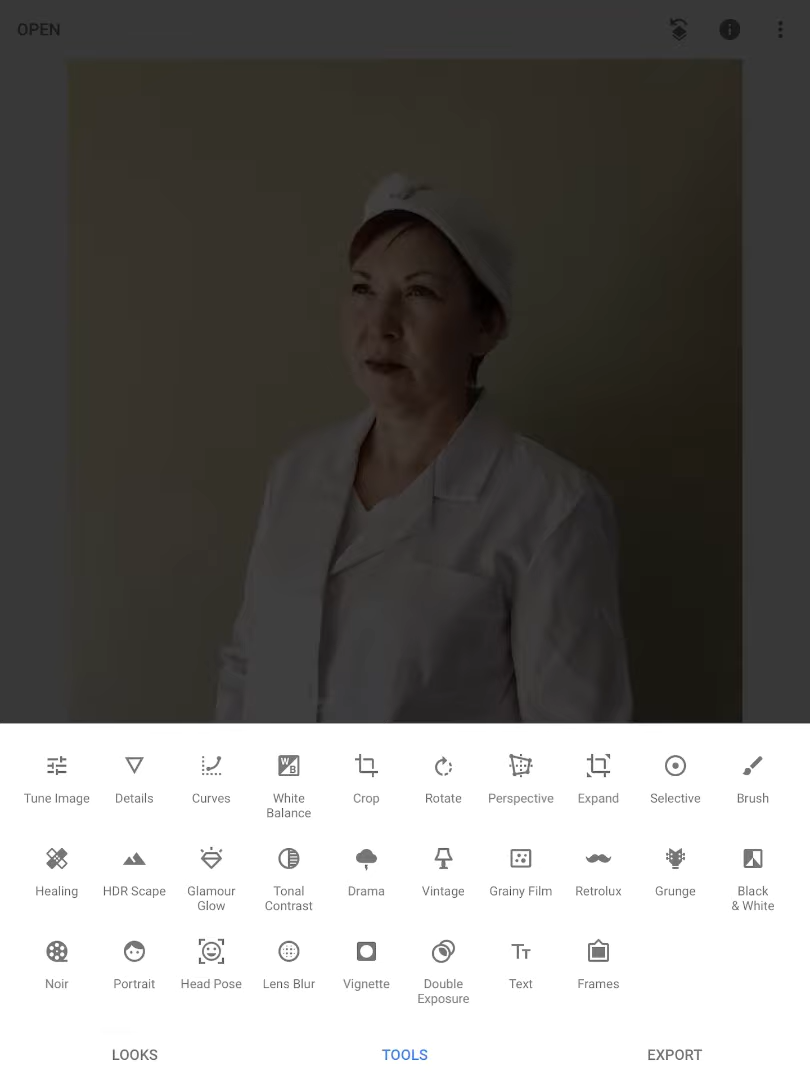 OPEN
Tune Image
Details
Curves
White
Balance
Crop
Rotate
Perspective
Expand
Selective
Brush
Healing
HDR Scape
Glamour
Glow
Tonal
Contrast
Drama
Vintage
Grainy Film
Retrolux
Grunge
Black
& White
Noir
Portrait
Head Pose
Lens Blur
Vignette
Double
Exposure
Text
Frames
LOOKS
TOOLS
EXPORT